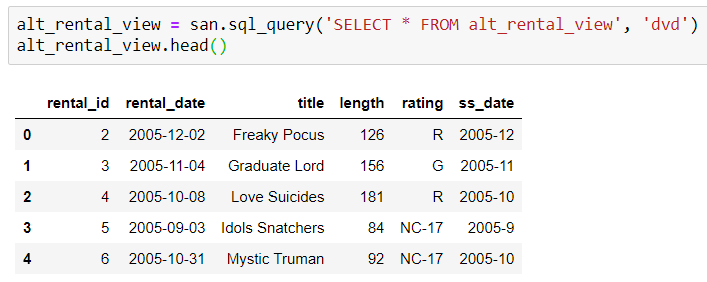 alt_rental_view = san.sql_query('SELECT * FROM alt_rental_view', 'dvd')
alt_rental_view.head()
rental_id rental_date title length rating ss_date
0 2 2005-12-02 Freaky Pocus 126 R 2005-12
1 3 2005-11-04 Graduate Lord 156 G 2005-11
2 4 2005-10-08 Love Suicides 181 R 2005-10
3 5 2005-09-03 Idols Snatchers 84 NC-17 2005-9
4 6 2005-10-31 Mystic Truman 92 NC-17 2005-10